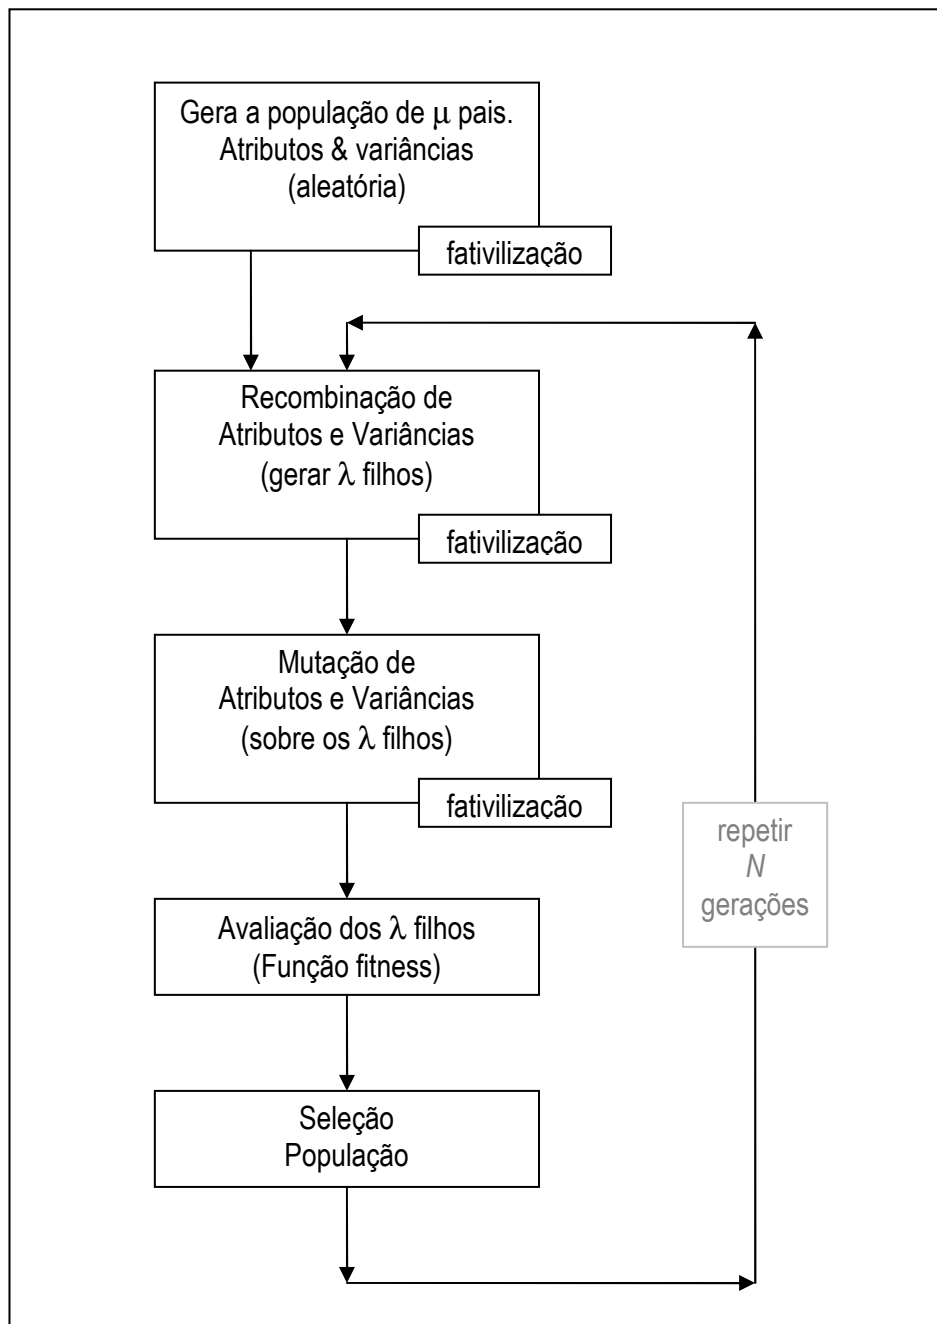 Gera a população de μ pais.
Atributos & variâncias
(aleatória)
fativilização
Recombinação de
Atributos e Variâncias
(gerar λ filhos)
fativilização
Mutação de
Atributos e Variâncias
(sobre os λ filhos)
fativilização
repetir
N
gerações
Avaliação dos λ filhos
(Função fitness)
Seleção
População